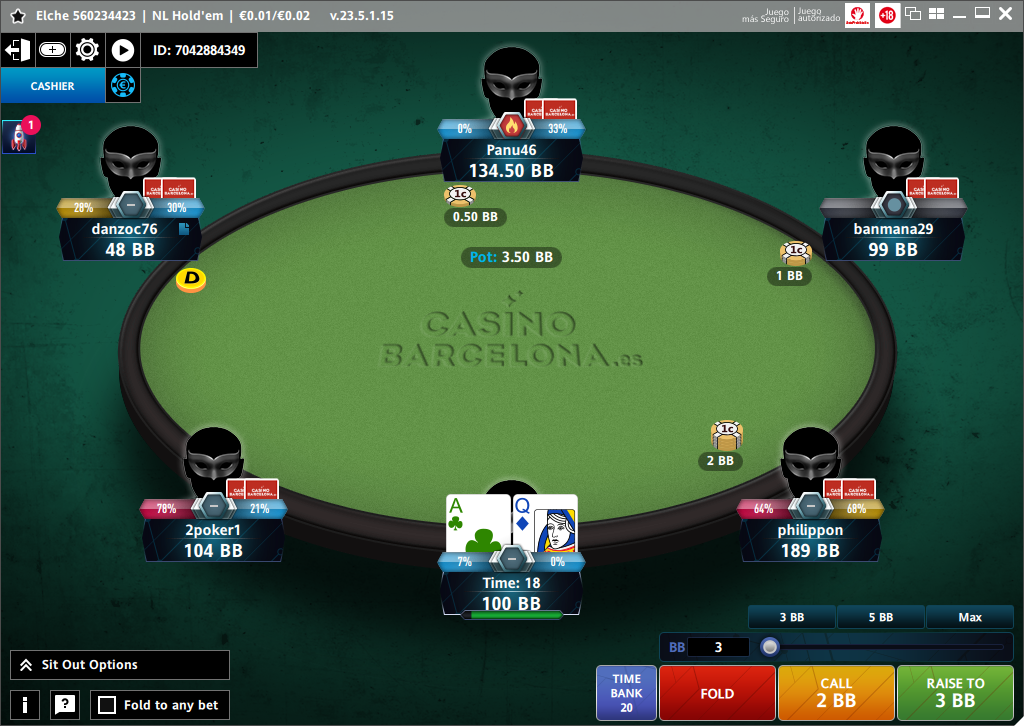 Elche 560234423 | NL Hold'em | €0.01/€0.02 v.23.5.1.15
Juego más Seguro
Juego autorizado
+18
ID: 7042884349
CASHIER
1
0% 33%
Panu46
134.50 BB
1c
0.50 BB
28% 30%
danzoc76
48 BB
D
banmana29
99 BB
1c
1 BB
Pot: 3.50 BB
CASINO
BARCELONA.es
1c
2 BB
78% 21%
2poker1
104 BB
A Q
7% 0%
Time: 18
100 BB
64% 68%
philippon
189 BB
3 BB 5 BB Max
BB 3
Sit Out Options
Fold to any bet
TIME
BANK
20
FOLD
CALL
2 BB
RAISE TO
3 BB